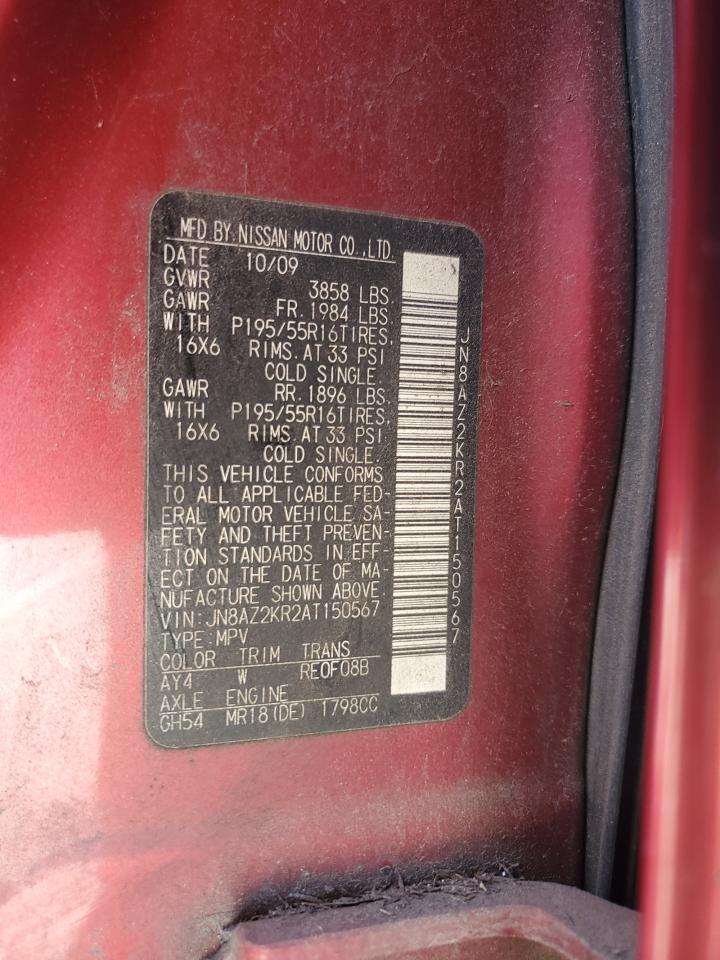 MFD BY NISSAN MOTOR CO.,LTD.
DATE 10/09
GVWR 3858 LBS.
GAWR FR. 1984 LBS.
WITH P195/55R16TIRES,
16X6 RIMS. AT 33 PSI
COLD SINGLE.
GAWR RR. 1896 LBS.
WITH P195/55R16TIRES,
16X6 RIMS. AT 33 PSI
COLD SINGLE.
THIS VEHICLE CONFORMS
TO ALL APPLICABLE FED-
ERAL MOTOR VEHICLE SA-
FETY AND THEFT PREVEN-
TION STANDARDS IN EFF-
ECT ON THE DATE OF MA-
NUFACTURE SHOWN ABOVE.
VIN: JN8AZ2KR2AT150567
TYPE: MPV
COLOR TRIM TRANS
AY4 W RE0F08B
AXLE ENGINE
GH54 MR18(DE) 1798CC
JN8AZ2KR2AT150567